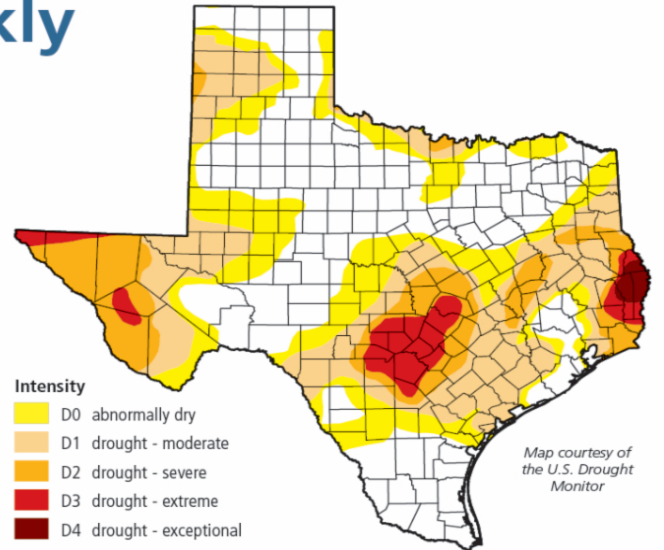 kly
Intensity
D0 abnormally dry
D1 drought - moderate
D2 drought - severe
D3 drought - extreme
D4 drought - exceptional
Map courtesy of
the U.S. Drought
Monitor